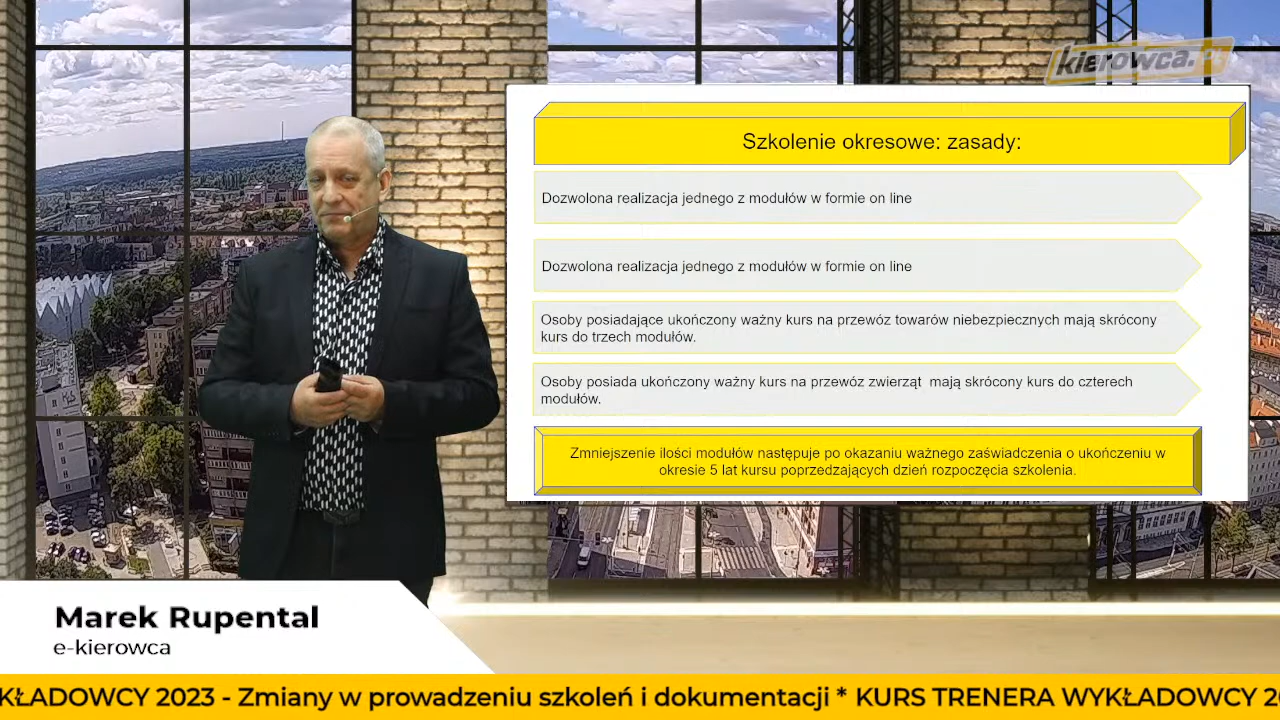 kierowca.
Szkolenie okresowe: zasady:
Dozwolona realizacja jednego z modułów w formie on line
Dozwolona realizacja jednego z modułów w formie on line
Osoby posiadające ukończony ważny kurs na przewóz towarów niebezpiecznych mają skrócony
kurs do trzech modułów.
Osoby posiada ukończony ważny kurs na przewóz zwierząt mają skrócony kurs do czterech
modułów.
Zmniejszenie ilości modułów następuje po okazaniu ważnego zaświadczenia o ukończeniu w
okresie 5 lat kursu poprzedzających dzień rozpoczęcia szkolenia.
Marek Rupental
e-kierowca
KŁADOWCY 2023 - Zmiany w prowadzeniu szkoleń i dokumentacji * KURS TRENERA WYKŁADOWCY 2